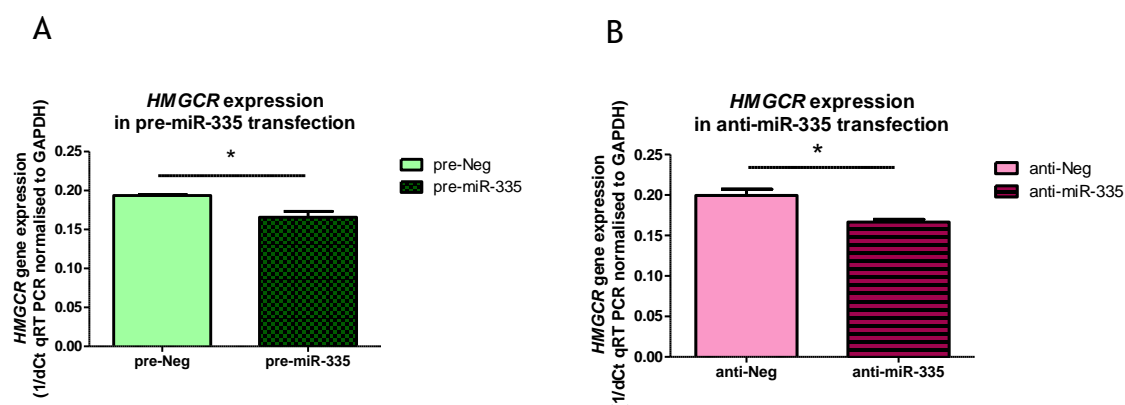 A
HMGCR expression
in pre-miR-335 transfection
HMGCR gene expression
(1/dCt qRT PCR normalised to GAPDH)
0.25
0.20
0.15
0.10
0.05
0.00
*
pre-Neg
pre-miR-335
pre-Neg
pre-miR-335
B
HMGCR expression
in anti-miR-335 transfection
HMGCR gene expression
1/dCt qRT PCR normalised to GAPDH)
0.25
0.20
0.15
0.10
0.05
0.00
*
anti-Neg
anti-miR-335
anti-Neg
anti-miR-335